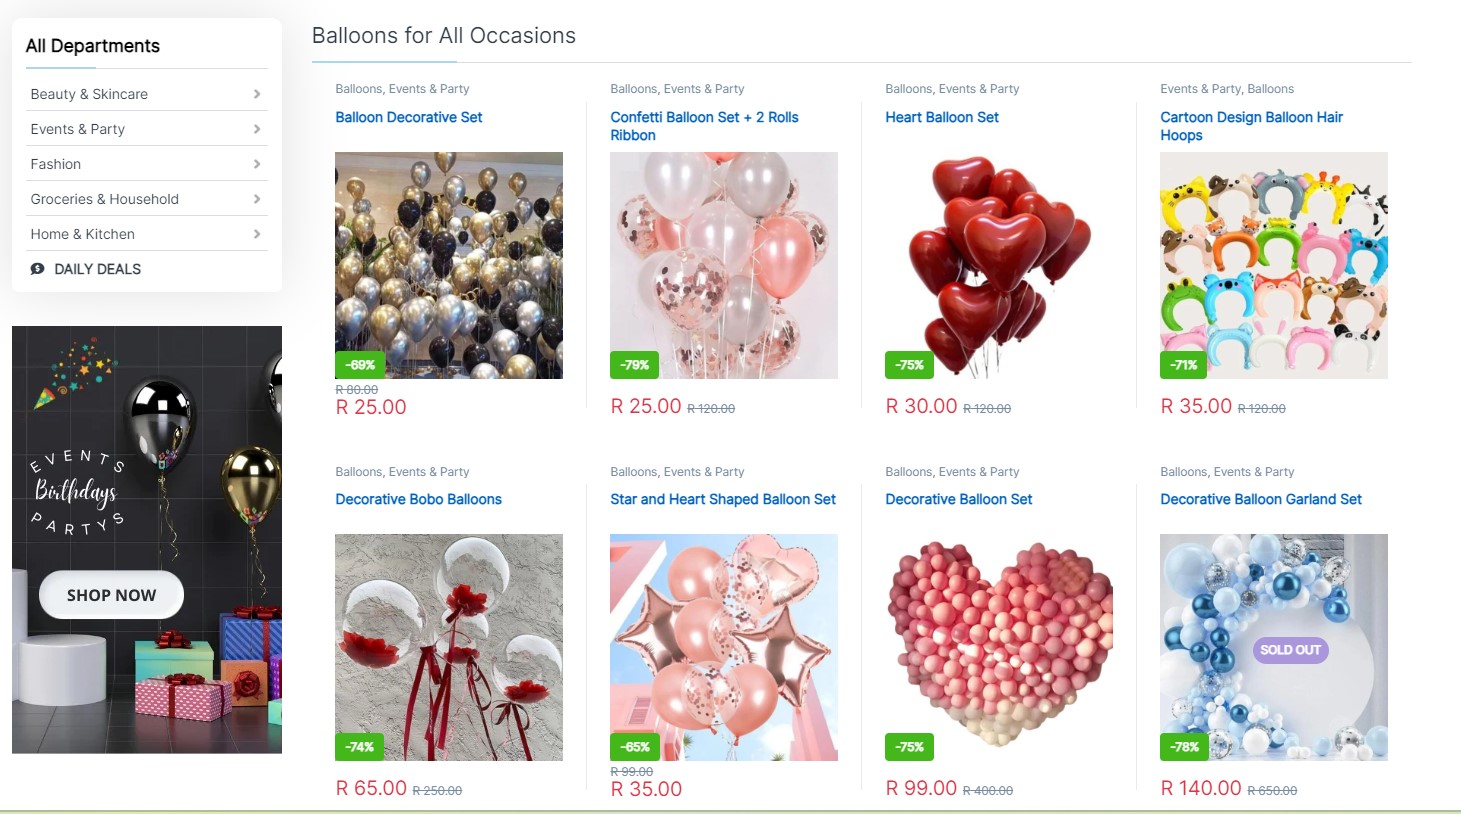 All Departments
Beauty & Skincare
Events & Party
Fashion
Groceries & Household
Home & Kitchen
DAILY DEALS
EVENTS
Birthdays
PARTYS
SHOP NOW
Balloons for All Occasions
Balloons, Events & Party
Balloon Decorative Set
-69%
R 80.00
R 25.00
Balloons, Events & Party
Confetti Balloon Set + 2 Rolls
Ribbon
-79%
R 25.00 R 120.00
Balloons, Events & Party
Heart Balloon Set
-75%
R 30.00 R 120.00
Events & Party, Balloons
Cartoon Design Balloon Hair
Hoops
-71%
R 35.00 R 120.00
Balloons, Events & Party
Decorative Bobo Balloons
-74%
R 65.00 R 250.00
Balloons, Events & Party
Star and Heart Shaped Balloon Set
-65%
R 99.00
R 35.00
Balloons, Events & Party
Decorative Balloon Set
-75%
R 99.00 R 400.00
Balloons, Events & Party
Decorative Balloon Garland Set
SOLD OUT
-78%
R 140.00 R 650.00